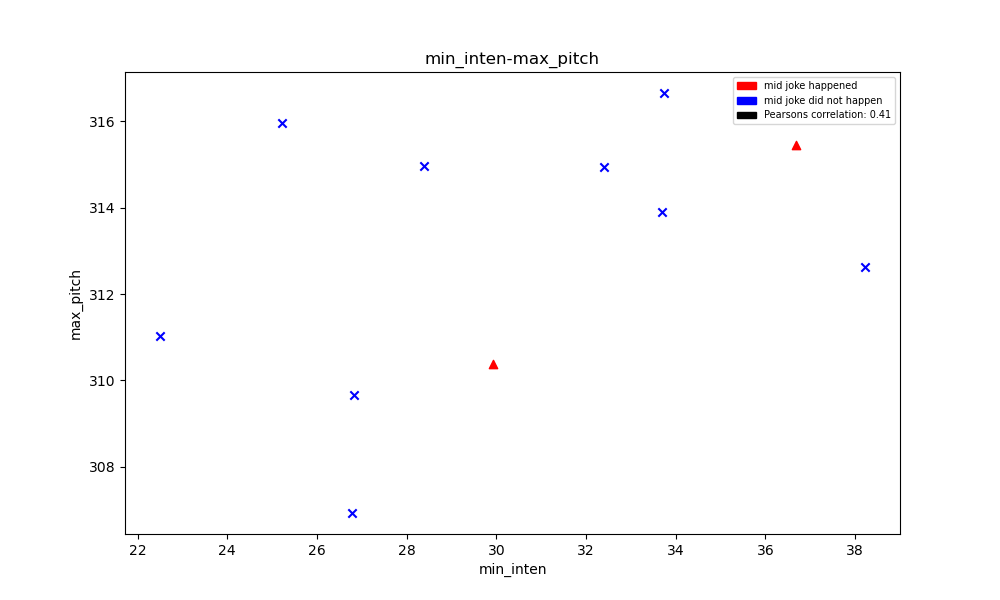 min_inten-max_pitch
mid joke happened
mid joke did not happen
Pearsons correlation: 0.41
316
314
312
310
308
max_pitch
22 24 26 28 30 32 34 36 38
min_inten